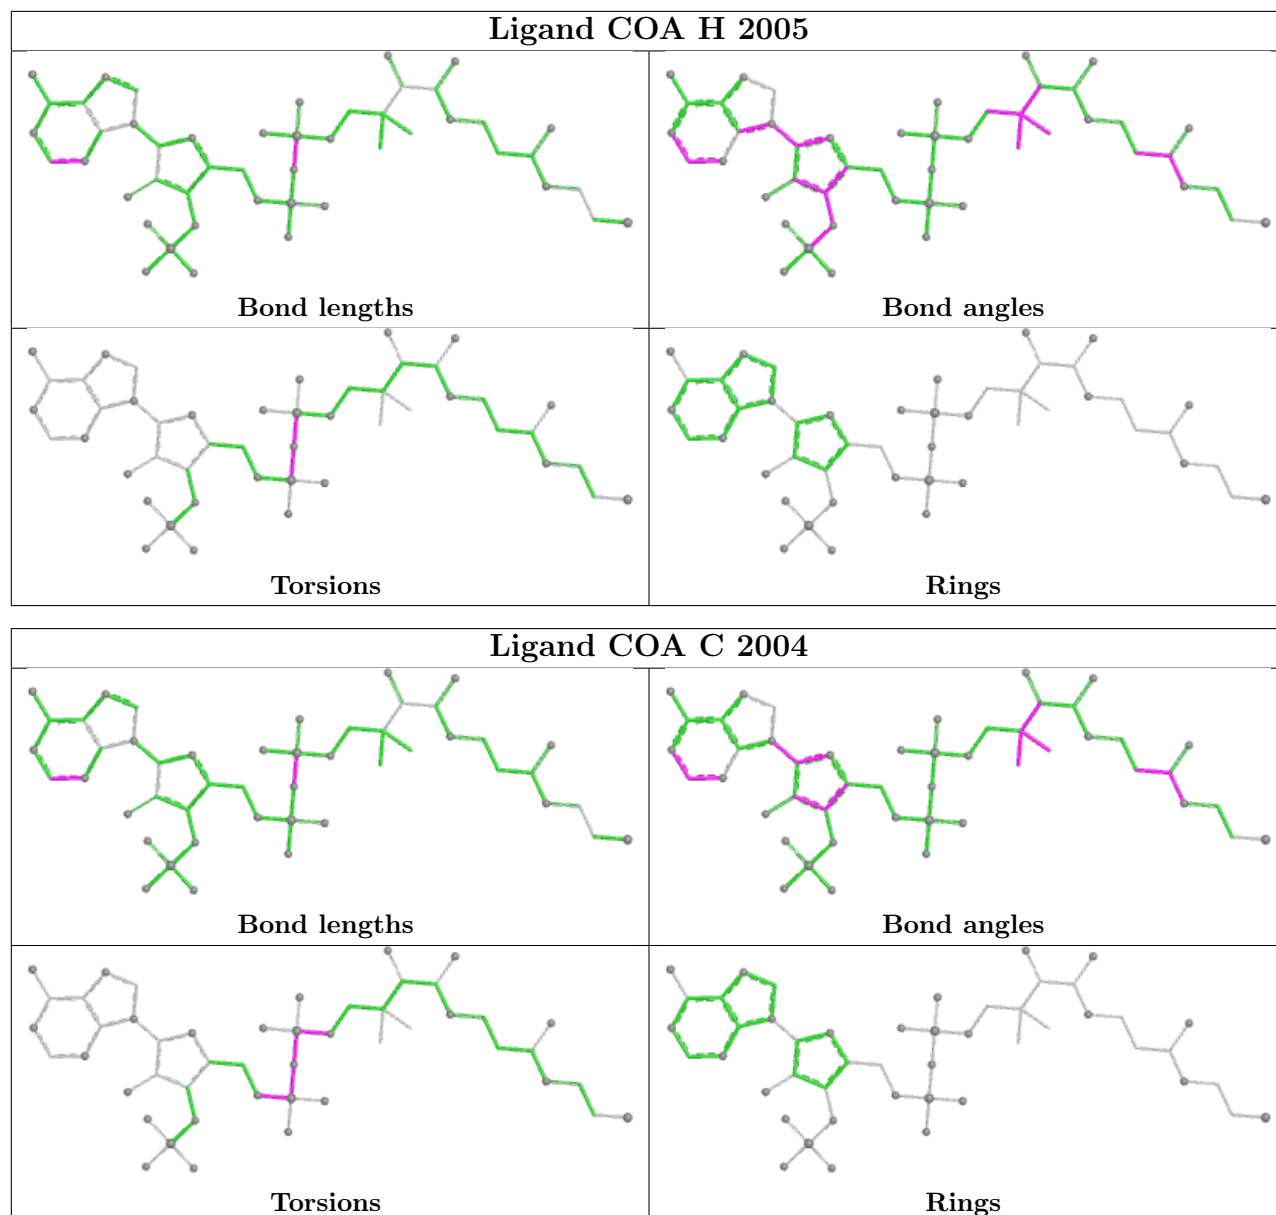 Ligand COA H 2005
Bond lengths
Bond angles
Torsions
Rings
Ligand COA C 2004
Bond lengths
Bond angles
Torsions
Rings